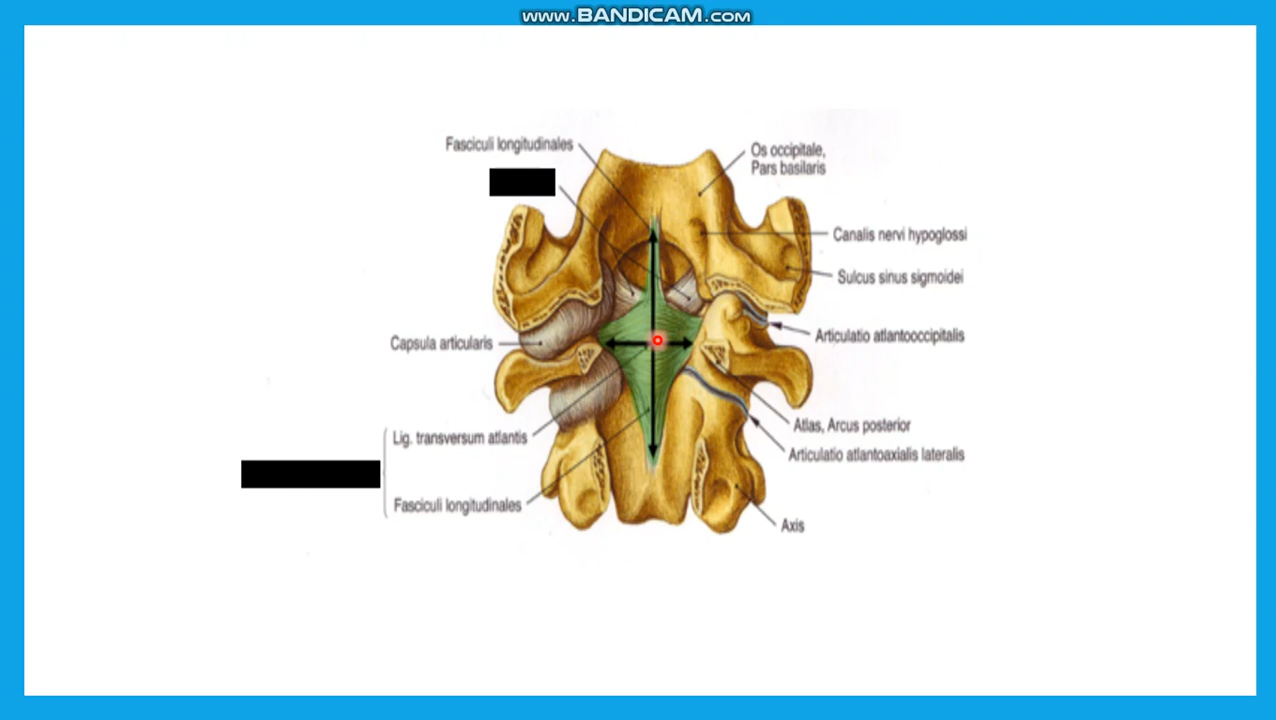 www.BANDICAM.com
Fasciculi longitudinales
Os occipitale,
Pars basilaris
Canalis nervi hypoglossi
Sulcus sinus sigmoidei
Articulatio atlantooccipitalis
Capsula articularis
Atlas, Arcus posterior
Lig. transversum atlantis
Articulatio atlantoaxialis lateralis
Fasciculi longitudinales
Axis